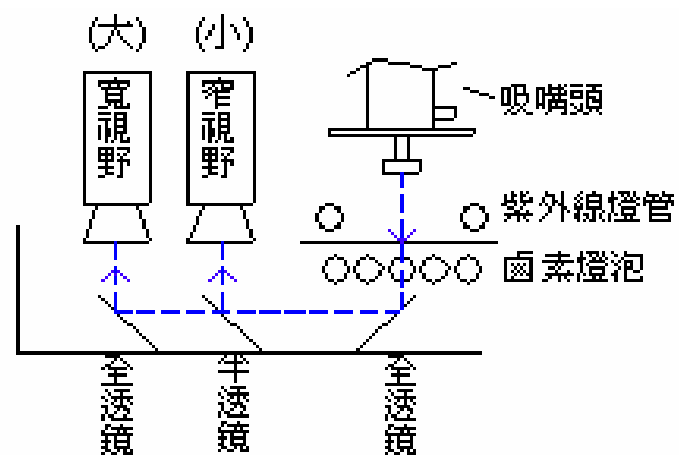 (大)
(小)
寬視野
窄視野
吸嘴頭
紫外線燈管
鹵素燈泡
全透鏡
半透鏡
全透鏡